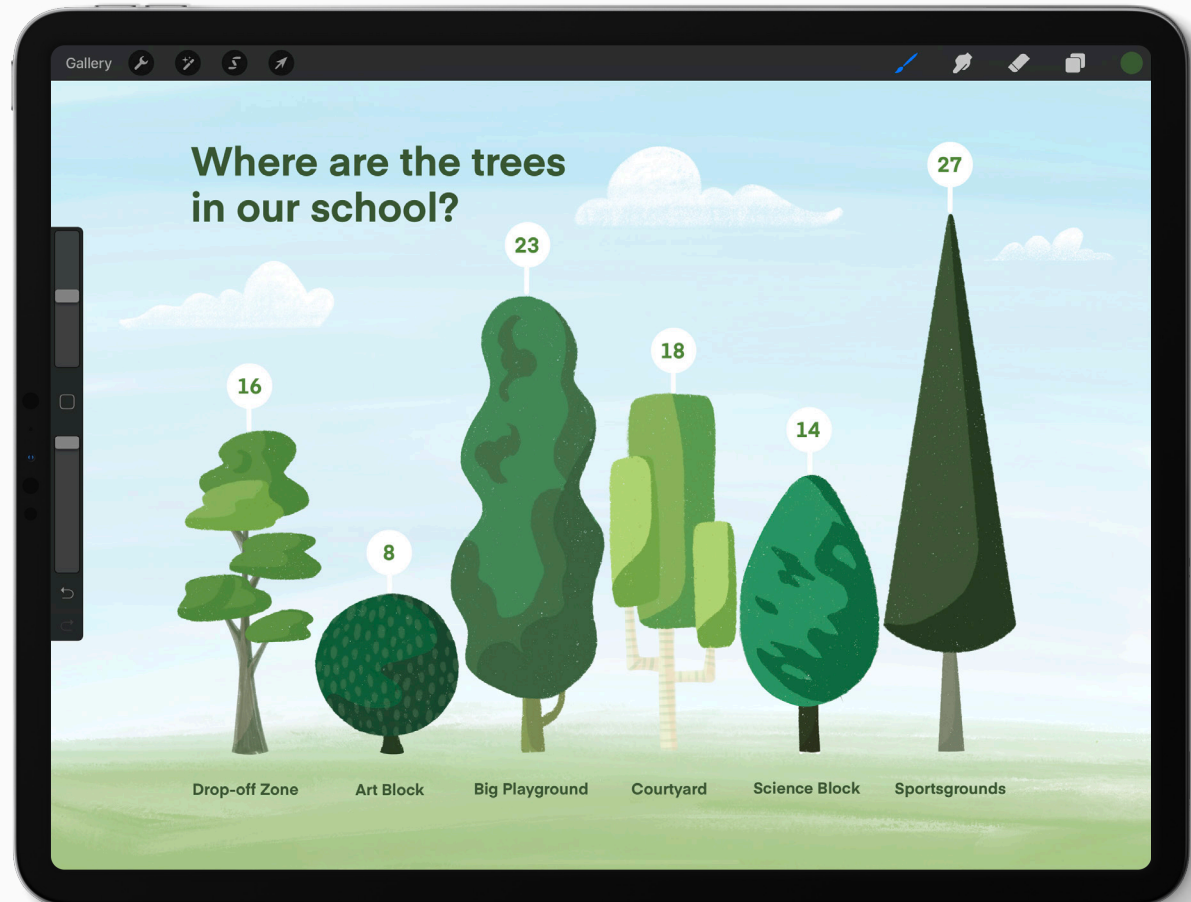 Gallery
Where are the trees
in our school?
27
23
18
16
14
8
Drop-off Zone
Art Block
Big Playground
Courtyard
Science Block
Sportsgrounds